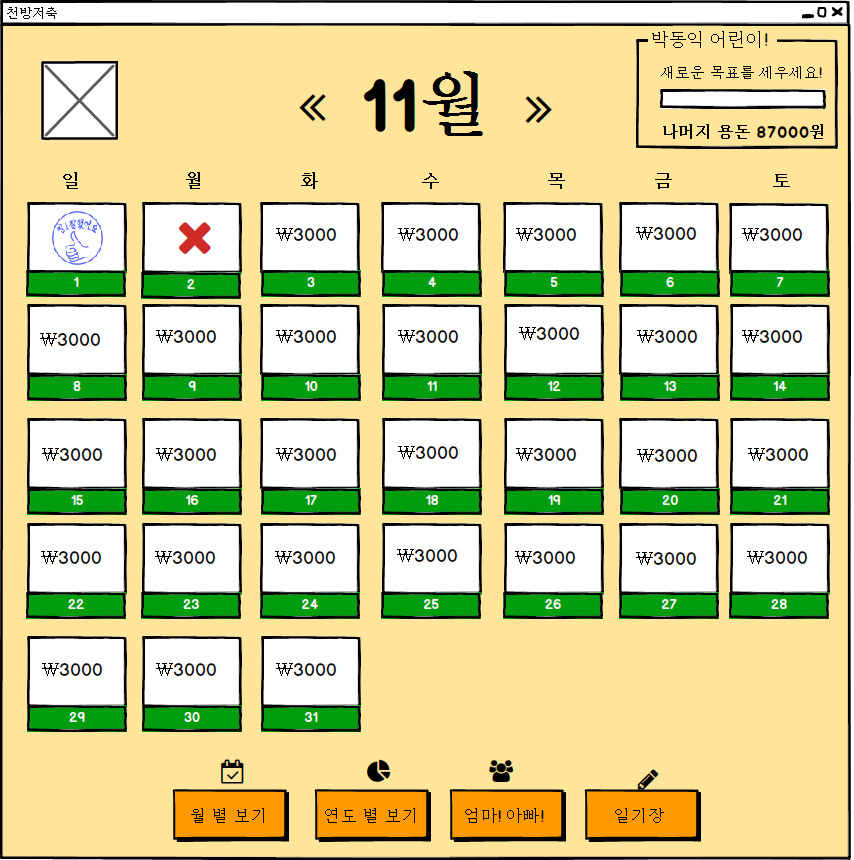 천방저축
박동익 어린이!
새로운 목표를 세우세요!
나머지 용돈 87000원
11월
일 월 화 수 목 금 토
참! 잘했어요 ₩3000 ₩3000 ₩3000 ₩3000 ₩3000
1 2 3 4 5 6 7
₩3000 ₩3000 ₩3000 ₩3000 ₩3000 ₩3000 ₩3000
8 9 10 11 12 13 14
₩3000 ₩3000 ₩3000 ₩3000 ₩3000 ₩3000 ₩3000
15 16 17 18 19 20 21
₩3000 ₩3000 ₩3000 ₩3000 ₩3000 ₩3000 ₩3000
22 23 24 25 26 27 28
₩3000 ₩3000 ₩3000
29 30 31
월 별 보기 연도 별 보기 엄마! 아빠! 일기장